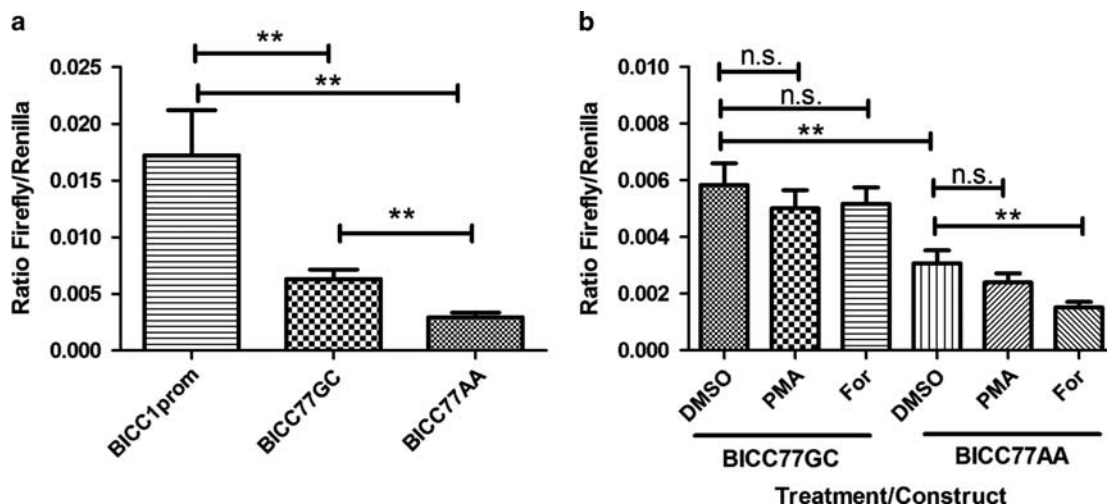 a
**
**
**
Ratio Firefly/Renilla
0.025
0.020
0.015
0.010
0.005
0.000
BICC1prom
BICC77GC
BICC77AA
b
n.s.
n.s.
**
n.s.
**
Ratio Firefly/Renilla
0.010
0.008
0.006
0.004
0.002
0.000
DMSO
PMA
For
DMSO
PMA
For
BICC77GC
BICC77AA
Treatment/Construct